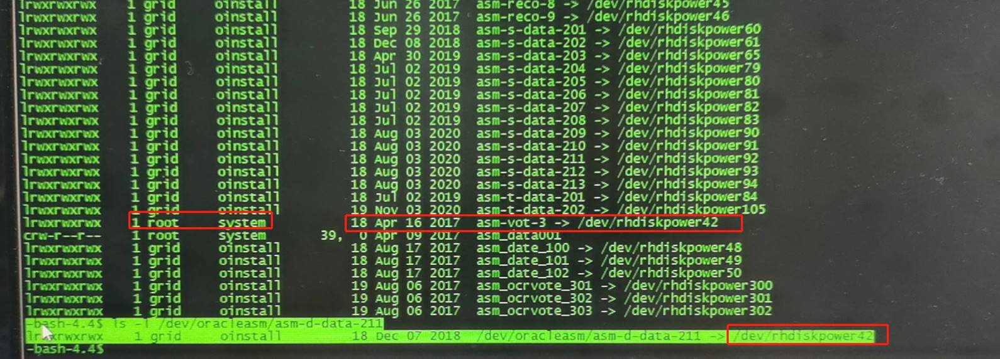 lrwxrwxrwx 1 grid oinstall 18 Jun 26 2017 asm-reco-8 -> /dev/rhdiskpower45
lrwxrwxrwx 1 grid oinstall 18 Jun 26 2017 asm-reco-9 -> /dev/rhdiskpower46
lrwxrwxrwx 1 grid oinstall 18 Sep 29 2018 asm-s-data-201 -> /dev/rhdiskpower60
lrwxrwxrwx 1 grid oinstall 18 Dec 08 2018 asm-s-data-202 -> /dev/rhdiskpower61
lrwxrwxrwx 1 grid oinstall 18 Apr 30 2019 asm-s-data-203 -> /dev/rhdiskpower65
lrwxrwxrwx 1 grid oinstall 18 Jul 02 2019 asm-s-data-204 -> /dev/rhdiskpower79
lrwxrwxrwx 1 grid oinstall 18 Jul 02 2019 asm-s-data-205 -> /dev/rhdiskpower80
lrwxrwxrwx 1 grid oinstall 18 Jul 02 2019 asm-s-data-206 -> /dev/rhdiskpower81
lrwxrwxrwx 1 grid oinstall 18 Jul 02 2019 asm-s-data-207 -> /dev/rhdiskpower82
lrwxrwxrwx 1 grid oinstall 18 Jul 02 2019 asm-s-data-208 -> /dev/rhdiskpower83
lrwxrwxrwx 1 grid oinstall 18 Aug 03 2020 asm-s-data-209 -> /dev/rhdiskpower90
lrwxrwxrwx 1 grid oinstall 18 Aug 03 2020 asm-s-data-210 -> /dev/rhdiskpower91
lrwxrwxrwx 1 grid oinstall 18 Aug 03 2020 asm-s-data-211 -> /dev/rhdiskpower92
lrwxrwxrwx 1 grid oinstall 18 Aug 03 2020 asm-s-data-212 -> /dev/rhdiskpower93
lrwxrwxrwx 1 grid oinstall 18 Aug 03 2020 asm-s-data-213 -> /dev/rhdiskpower94
lrwxrwxrwx 1 grid oinstall 18 Jul 02 2019 asm-t-data-201 -> /dev/rhdiskpower84
lrwxrwxrwx 1 grid oinstall 19 Nov 03 2020 asm-t-data-202 -> /dev/rhdiskpower105
lrwxrwxrwx 1 root system 18 Apr 16 2017 asm-vot-3 -> /dev/rhdiskpower42
crw-r--r-- 1 root system 39, 0 Apr 09 2017 asm_data001
lrwxrwxrwx 1 grid oinstall 18 Aug 17 2017 asm_date_100 -> /dev/rhdiskpower48
lrwxrwxrwx 1 grid oinstall 18 Aug 17 2017 asm_date_101 -> /dev/rhdiskpower49
lrwxrwxrwx 1 grid oinstall 18 Aug 17 2017 asm_date_102 -> /dev/rhdiskpower50
lrwxrwxrwx 1 grid oinstall 19 Aug 06 2017 asm_ocrvote_301 -> /dev/rhdiskpower300
lrwxrwxrwx 1 grid oinstall 19 Aug 06 2017 asm_ocrvote_302 -> /dev/rhdiskpower301
lrwxrwxrwx 1 grid oinstall 19 Aug 06 2017 asm_ocrvote_303 -> /dev/rhdiskpower302
-bash-4.4$ ls -l /dev/oracleasm/asm-d-data-211
lrwxrwxrwx 1 grid oinstall 18 Dec 07 2018 /dev/oracleasm/asm-d-data-211 -> /dev/rhdiskpower42
-bash-4.4$